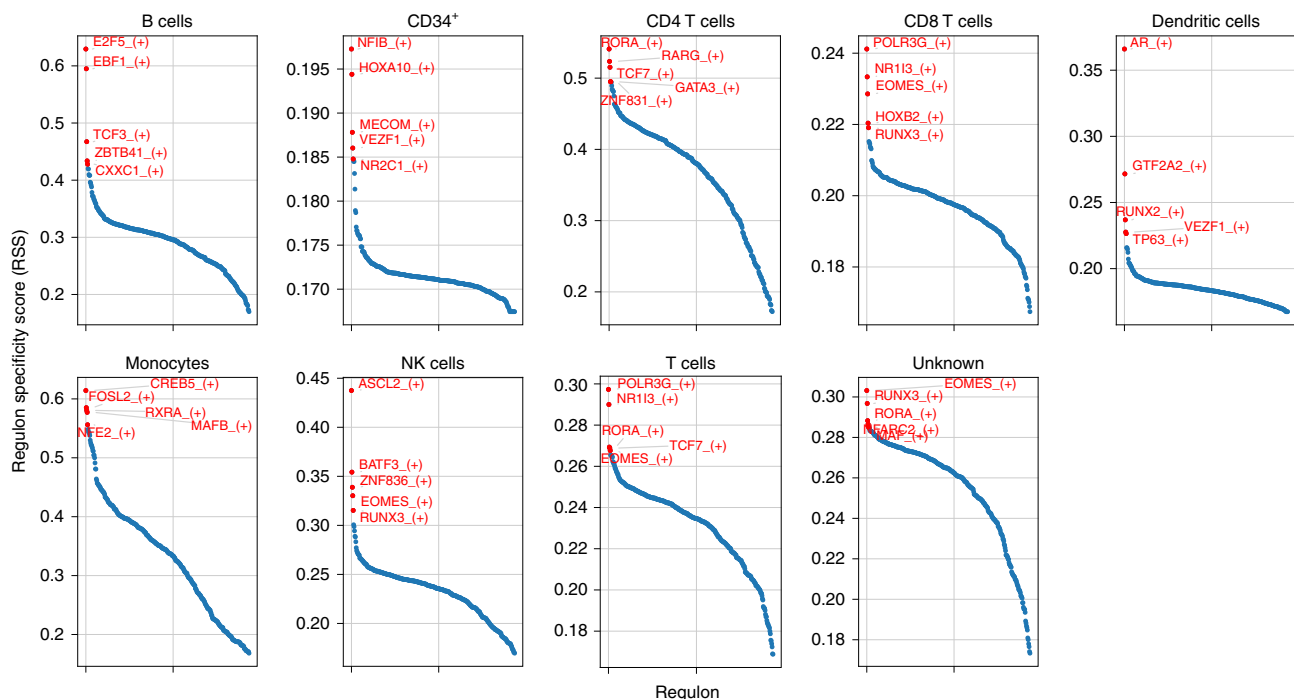 B cells
CD34+
CD4 T cells
CD8 T cells
Dendritic cells
Regulon specificity score (RSS)
0.6
0.5
0.4
0.3
0.2
E2F5_(+)
EBF1_(+)
TCF3_(+)
ZBTB41_(+)
CXXC1_(+)
0.195
0.190
0.185
0.180
0.175
0.170
NFIB_(+)
HOXA10_(+)
MECOM_(+)
VEZF1_(+)
NR2C1_(+)
0.5
0.4
0.3
0.2
RORA_(+)
RARG_(+)
TCF7_(+)
GATA3_(+)
ZNF831_(+)
0.24
0.22
0.20
0.18
POLR3G_(+)
NR1I3_(+)
EOMES_(+)
HOXB2_(+)
RUNX3_(+)
0.35
0.30
0.25
0.20
AR_(+)
GTF2A2_(+)
RUNX2_(+)
VEZF1_(+)
TP63_(+)
Monocytes
NK cells
T cells
Unknown
0.6
0.5
0.4
0.3
0.2
CREB5_(+)
FOSL2_(+)
RXRA_(+)
MAFB_(+)
NFE2_(+)
0.45
0.40
0.35
0.30
0.25
0.20
ASCL2_(+)
BATF3_(+)
ZNF836_(+)
EOMES_(+)
RUNX3_(+)
0.30
0.28
0.26
0.24
0.22
0.20
0.18
POLR3G_(+)
NR1I3_(+)
RORA_(+)
TCF7_(+)
EOMES_(+)
0.30
0.28
0.26
0.24
0.22
0.20
0.18
EOMES_(+)
RUNX3_(+)
RORA_(+)
MAF_(+)
Regulon